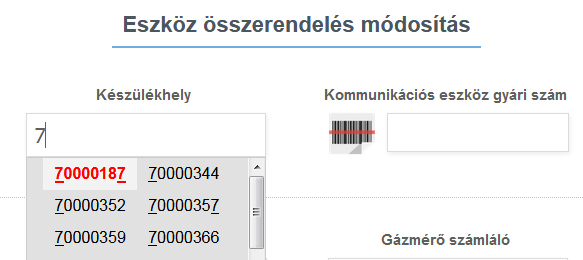 Eszköz összerendelés módosítás
Készülékhely
Kommunikációs eszköz gyári szám
7
70000187 70000344
70000352 70000357
70000359 70000366
Gázmérő számláló